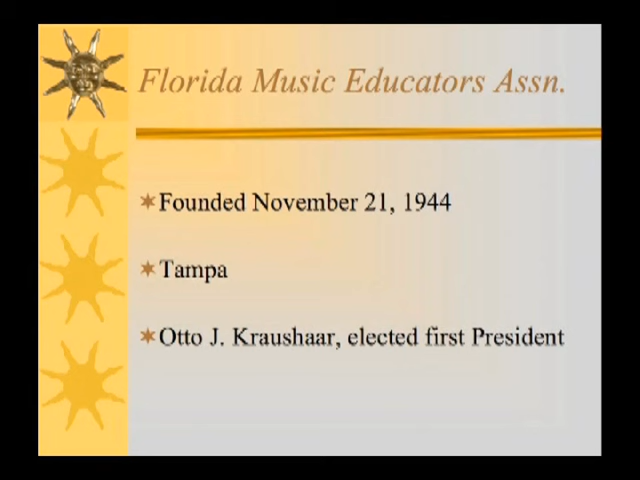 Florida Music Educators Assn.
Founded November 21, 1944
Tampa
Otto J. Kraushaar, elected first President